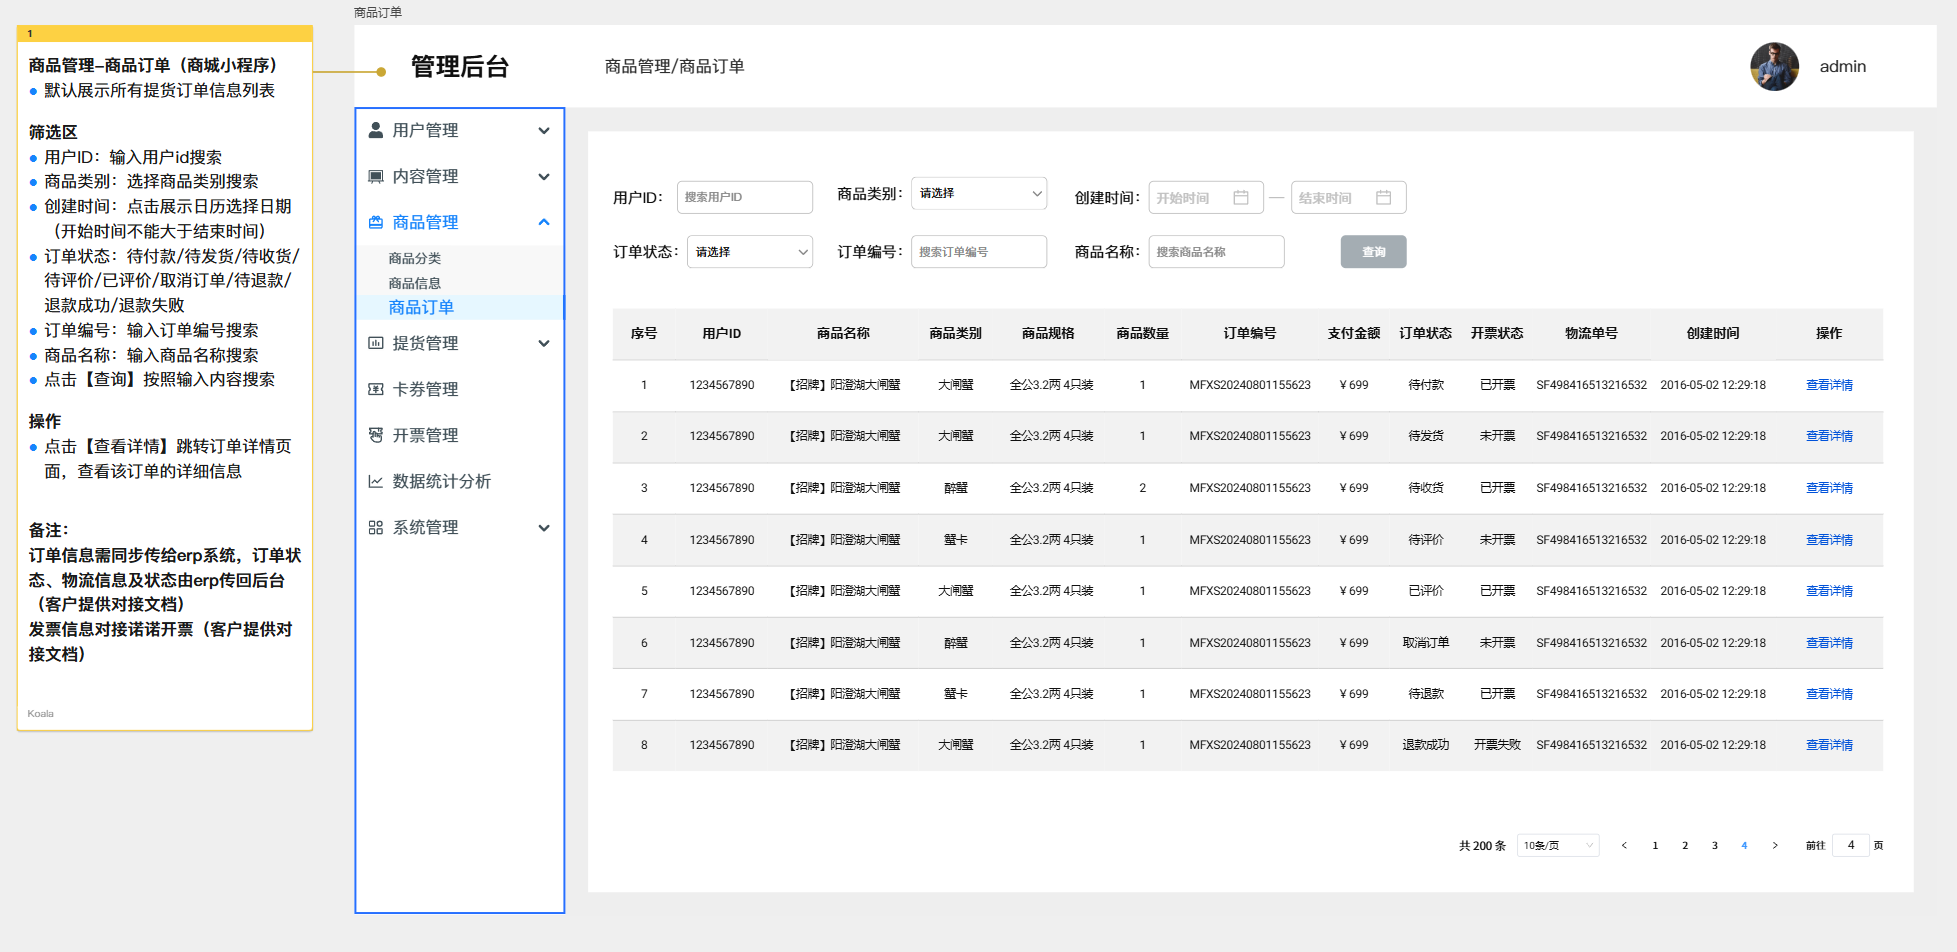 商品订单
1
商品管理-商品订单（商城小程序）
默认展示所有提货订单信息列表
筛选区
用户ID：输入用户id搜索
商品类别：选择商品类别搜索
创建时间：点击展示日历选择日期
（开始时间不能大于结束时间）
订单状态：待付款/待发货/待收货/
待评价/已评价/取消订单/待退款/
退款成功/退款失败
订单编号：输入订单编号搜索
商品名称：输入商品名称搜索
点击【查询】按照输入内容搜索
操作
点击【查看详情】跳转订单详情页
面，查看该订单的详细信息
备注：
订单信息需同步传给erp系统，订单状
态、物流信息及状态由erp传回后台
（客户提供对接文档）
发票信息对接诺诺开票（客户提供对
接文档）
Koala
管理后台
商品管理/商品订单
admin
用户管理
内容管理
商品管理
商品分类
商品信息
商品订单
提货管理
卡券管理
开票管理
数据统计分析
系统管理
用户ID： 搜索用户ID 商品类别： 请选择 创建时间： 开始时间 — 结束时间
订单状态： 请选择 订单编号： 搜索订单编号 商品名称： 搜索商品名称 查询
序号 用户ID 商品名称 商品类别 商品规格 商品数量 订单编号 支付金额 订单状态 开票状态 物流单号 创建时间 操作
1 1234567890 【招牌】阳澄湖大闸蟹 大闸蟹 全公3.2两 4只装 1 MFXS20240801155623 ¥ 699 待付款 已开票 SF498416513216532 2016-05-02 12:29:18 查看详情
2 1234567890 【招牌】阳澄湖大闸蟹 大闸蟹 全公3.2两 4只装 1 MFXS20240801155623 ¥ 699 待发货 未开票 SF498416513216532 2016-05-02 12:29:18 查看详情
3 1234567890 【招牌】阳澄湖大闸蟹 醉蟹 全公3.2两 4只装 2 MFXS20240801155623 ¥ 699 待收货 已开票 SF498416513216532 2016-05-02 12:29:18 查看详情
4 1234567890 【招牌】阳澄湖大闸蟹 蟹卡 全公3.2两 4只装 1 MFXS20240801155623 ¥ 699 待评价 未开票 SF498416513216532 2016-05-02 12:29:18 查看详情
5 1234567890 【招牌】阳澄湖大闸蟹 大闸蟹 全公3.2两 4只装 1 MFXS20240801155623 ¥ 699 已评价 已开票 SF498416513216532 2016-05-02 12:29:18 查看详情
6 1234567890 【招牌】阳澄湖大闸蟹 醉蟹 全公3.2两 4只装 1 MFXS20240801155623 ¥ 699 取消订单 未开票 SF498416513216532 2016-05-02 12:29:18 查看详情
7 1234567890 【招牌】阳澄湖大闸蟹 蟹卡 全公3.2两 4只装 1 MFXS20240801155623 ¥ 699 待退款 已开票 SF498416513216532 2016-05-02 12:29:18 查看详情
8 1234567890 【招牌】阳澄湖大闸蟹 大闸蟹 全公3.2两 4只装 1 MFXS20240801155623 ¥ 699 退款成功 开票失败 SF498416513216532 2016-05-02 12:29:18 查看详情
共 200 条 10条/页 < 1 2 3 4 > 前往 4 页